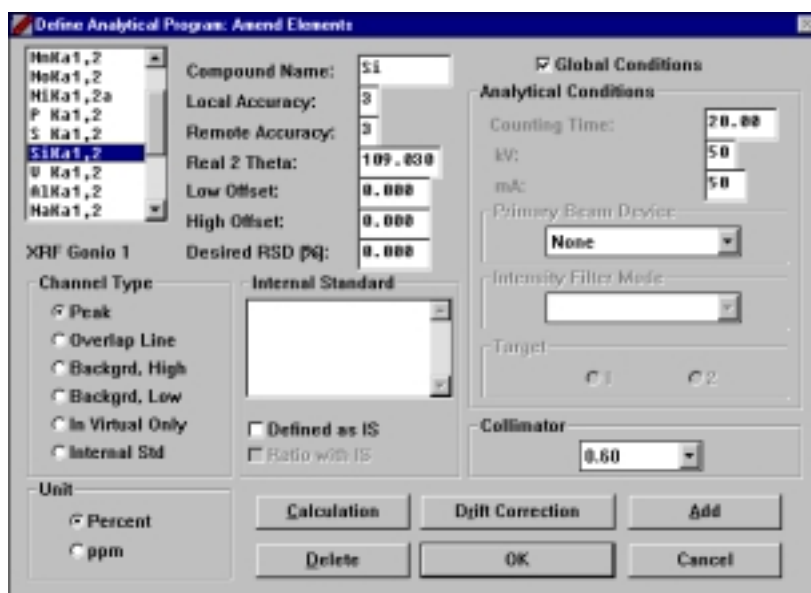 Define Analytical Program: Amend Elements
MnKa1,2
MoKa1,2
NiKa1,2a
P Ka1,2
S Ka1,2
SiKa1,2
V Ka1,2
AlKa1,2
NaKa1,2
XRF Gonio 1
Compound Name: Si
Local Accuracy: 3
Remote Accuracy: 3
Real 2 Theta: 109.030
Low Offset: 0.000
High Offset: 0.000
Desired RSD [%]: 0.000
Global Conditions
Analytical Conditions
Counting Time: 20.00
kV: 50
mA: 50
Primary Beam Device
None
Intensity Filter Mode
Target
1 2
Collimator
0.60
Channel Type
Peak
Overlap Line
Backgrd, High
Backgrd, Low
In Virtual Only
Internal Std
Internal Standard
Defined as IS
Ratio with IS
Unit
Percent
ppm
Calculation Drift Correction Add
Delete OK Cancel